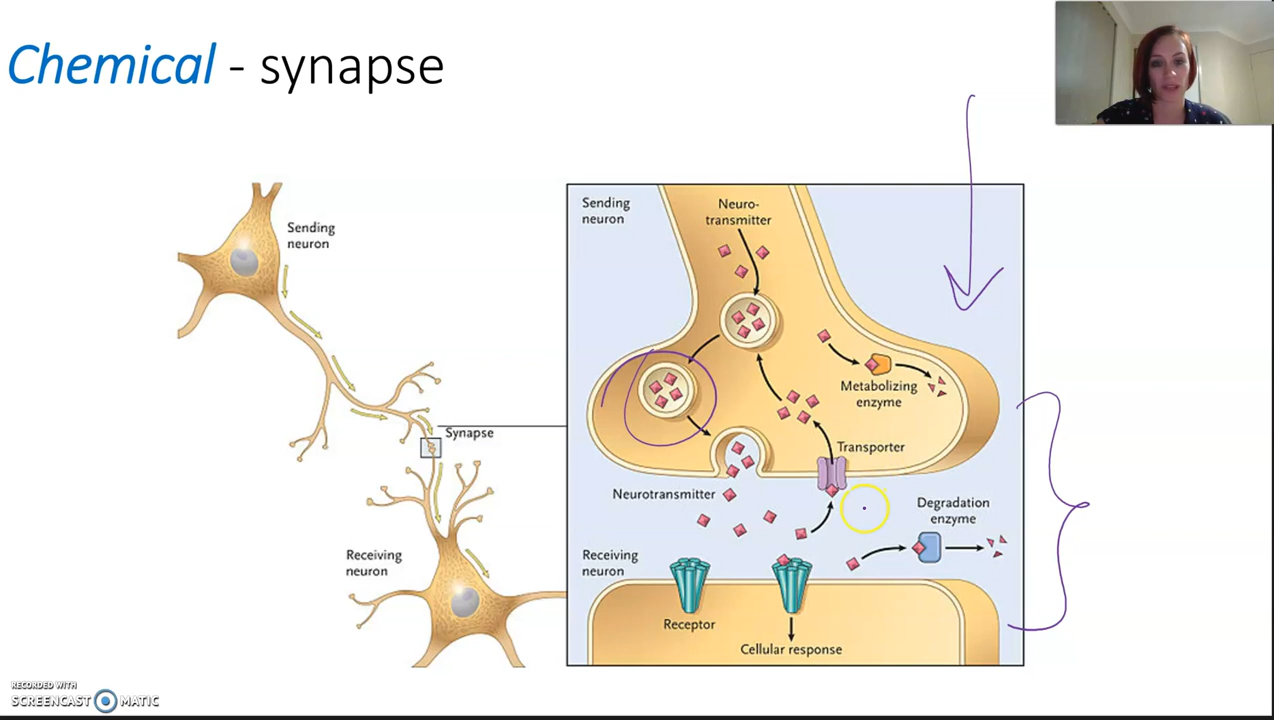 Chemical - synapse
Sending
neuron
Synapse
Receiving
neuron
Sending
neuron
Neuro-
transmitter
Metabolizing
enzyme
Transporter
Neurotransmitter
Degradation
enzyme
Receiving
neuron
Receptor
Cellular response
RECORDED WITH
SCREENCAST MATIC